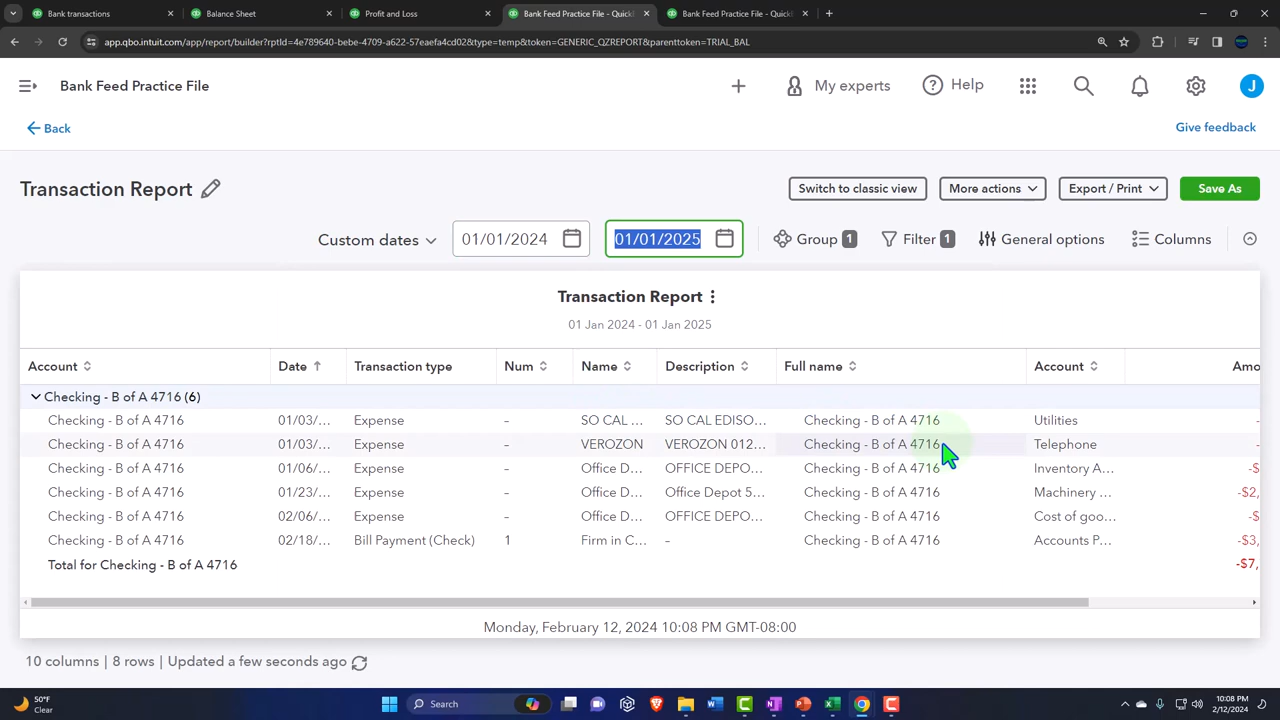 Bank transactions
Balance Sheet
Profit and Loss
Bank Feed Practice File - Quick
Bank Feed Practice File - Quick
app.qbo.intuit.com/app/report/builder?rptId=4e789640-bebe-4709-a622-57eaefa4cd02&type=temp&token=GENERIC_QZREPORT&parenttoken=TRIAL_BAL
Bank Feed Practice File
My experts
Help
J
Back
Give feedback
Transaction Report
Switch to classic view
More actions
Export / Print
Save As
Custom dates
01/01/2024
01/01/2025
Group 1
Filter 1
General options
Columns
Transaction Report
01 Jan 2024 - 01 Jan 2025
Account Date Transaction type Num Name Description Full name Account Amo
Checking - B of A 4716 (6)
Checking - B of A 4716 01/03/... Expense – SO CAL ... SO CAL EDISO... Checking - B of A 4716 Utilities -
Checking - B of A 4716 01/03/... Expense – VEROZON VEROZON 012... Checking - B of A 4716 Telephone -
Checking - B of A 4716 01/06/... Expense – Office D... OFFICE DEPO... Checking - B of A 4716 Inventory A... -$
Checking - B of A 4716 01/23/... Expense – Office D... Office Depot 5... Checking - B of A 4716 Machinery ... -$2,
Checking - B of A 4716 02/06/... Expense – Office D... OFFICE DEPO... Checking - B of A 4716 Cost of goo... -$
Checking - B of A 4716 02/18/... Bill Payment (Check) 1 Firm in C... – Checking - B of A 4716 Accounts P... -$3,
Total for Checking - B of A 4716 -$7,
Monday, February 12, 2024 10:08 PM GMT-08:00
10 columns | 8 rows | Updated a few seconds ago
50°F
Clear
Search
10:08 PM
2/12/2024